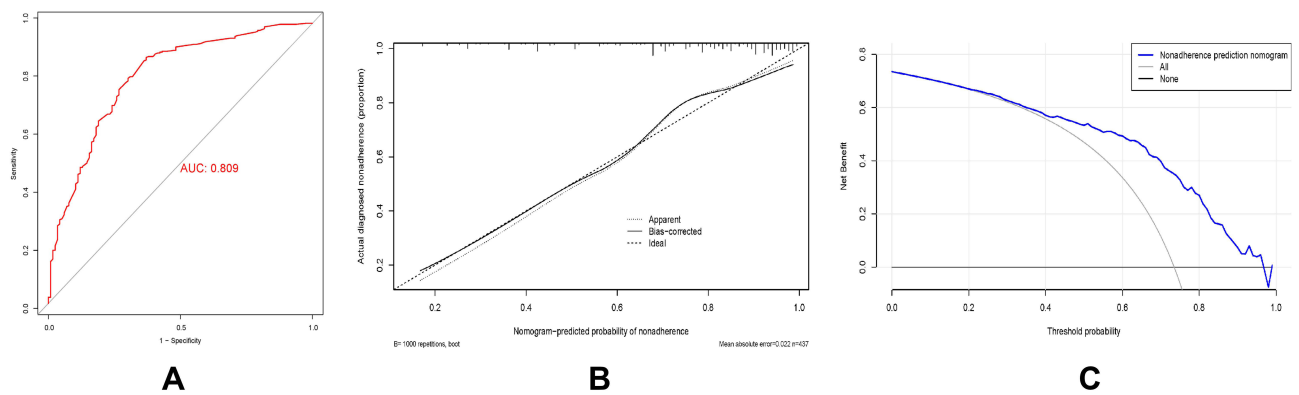 1.0
0.8
0.6
0.4
0.2
0.0
Sensitivity
AUC: 0.809
0.0 0.5 1.0
1 - Specificity
A
1.0
0.8
0.6
0.4
0.2
Actual diagnosed nonadherence (proportion)
Apparent
Bias-corrected
Ideal
0.2 0.4 0.6 0.8 1.0
Nomogram-predicted probability of nonadherence
B= 1000 repetitions, boot
Mean absolute error=0.022 n=437
B
0.8
0.6
0.4
0.2
0.0
Net Benefit
Nonadherence prediction nomogram
All
None
0.0 0.2 0.4 0.6 0.8 1.0
Threshold probability
C